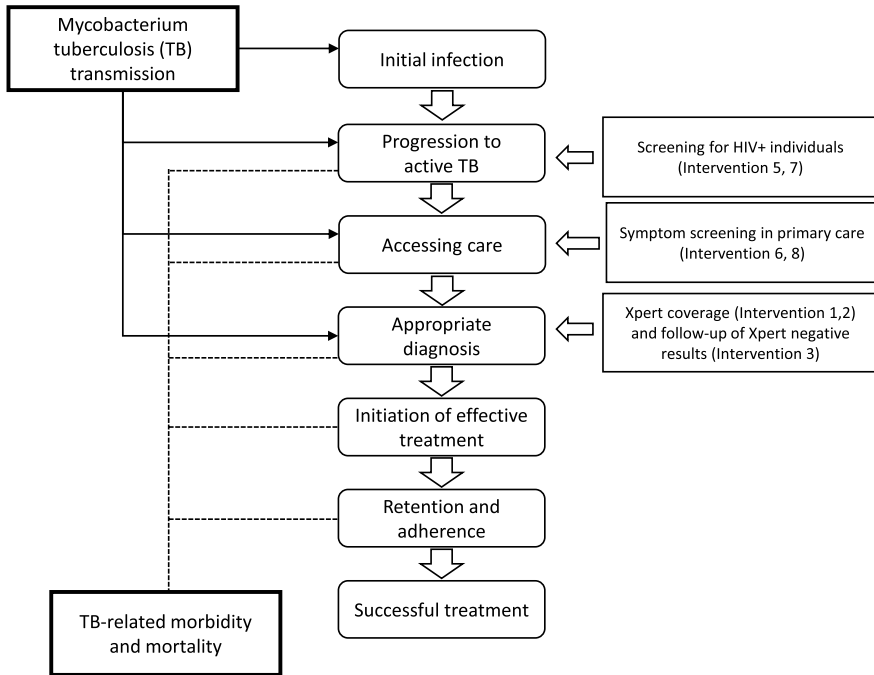 Mycobacterium
tuberculosis (TB)
transmission
Initial infection
Progression to
active TB
Screening for HIV+ individuals
(Intervention 5, 7)
Accessing care
Symptom screening in primary care
(Intervention 6, 8)
Appropriate
diagnosis
Xpert coverage (Intervention 1,2)
and follow-up of Xpert negative
results (Intervention 3)
Initiation of effective
treatment
Retention and
adherence
Successful treatment
TB-related morbidity
and mortality